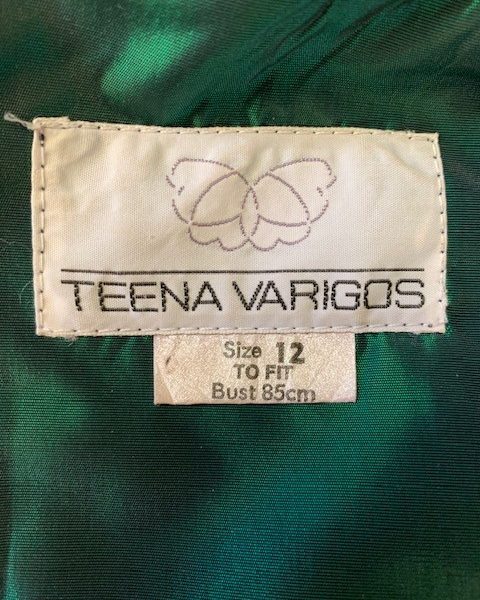 TEENA VARIGOS
Size 12
TO FIT
Bust 85cm